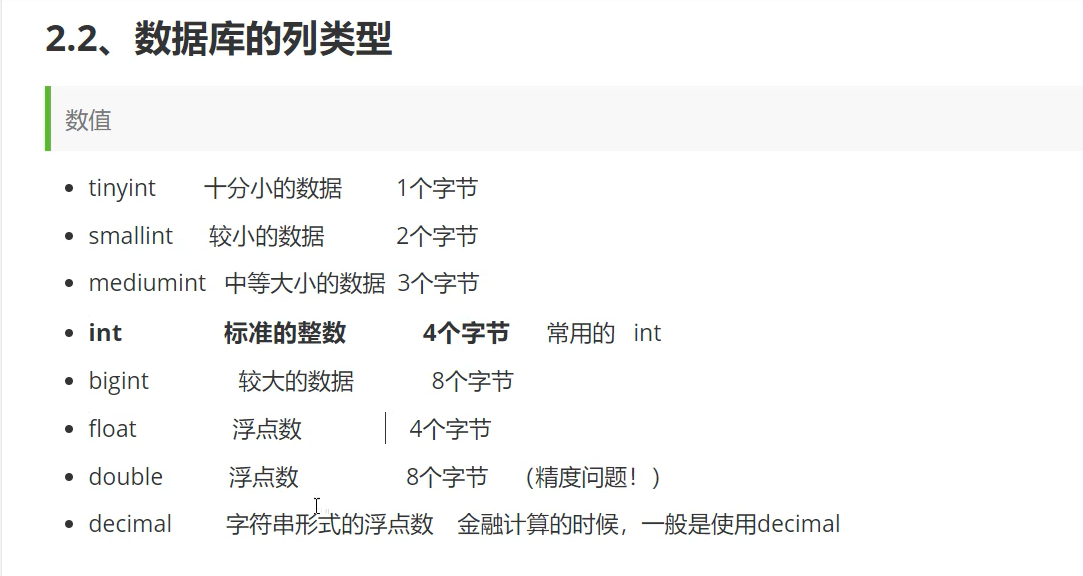 2.2、数据库的列类型
数值
tinyint 十分小的数据 1个字节
smallint 较小的数据 2个字节
mediumint 中等大小的数据 3个字节
int 标准的整数 4个字节 常用的 int
bigint 较大的数据 8个字节
float 浮点数 4个字节
double 浮点数 8个字节 （精度问题！）
decimal 字符串形式的浮点数 金融计算的时候，一般是使用decimal